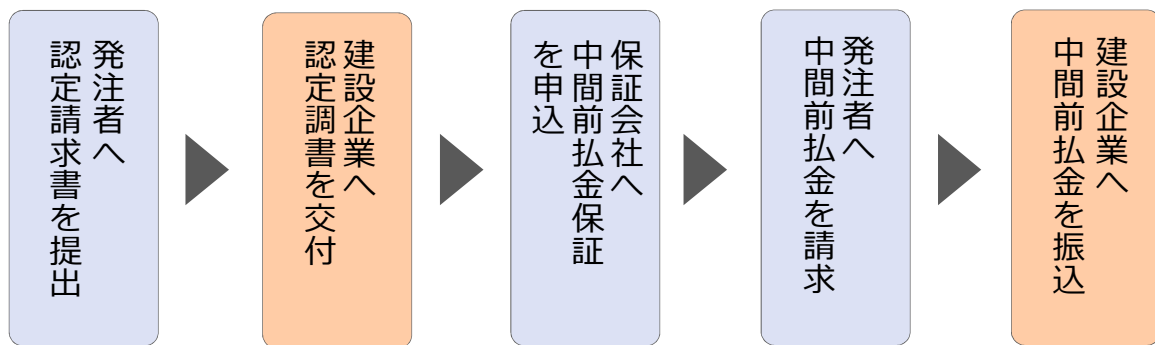 発注者へ
認定請求書を提出
建設企業へ
認定調書を交付
保証会社へ
中間前払金保証
を申込
発注者へ
中間前払金を請求
建設企業へ
中間前払金を振込